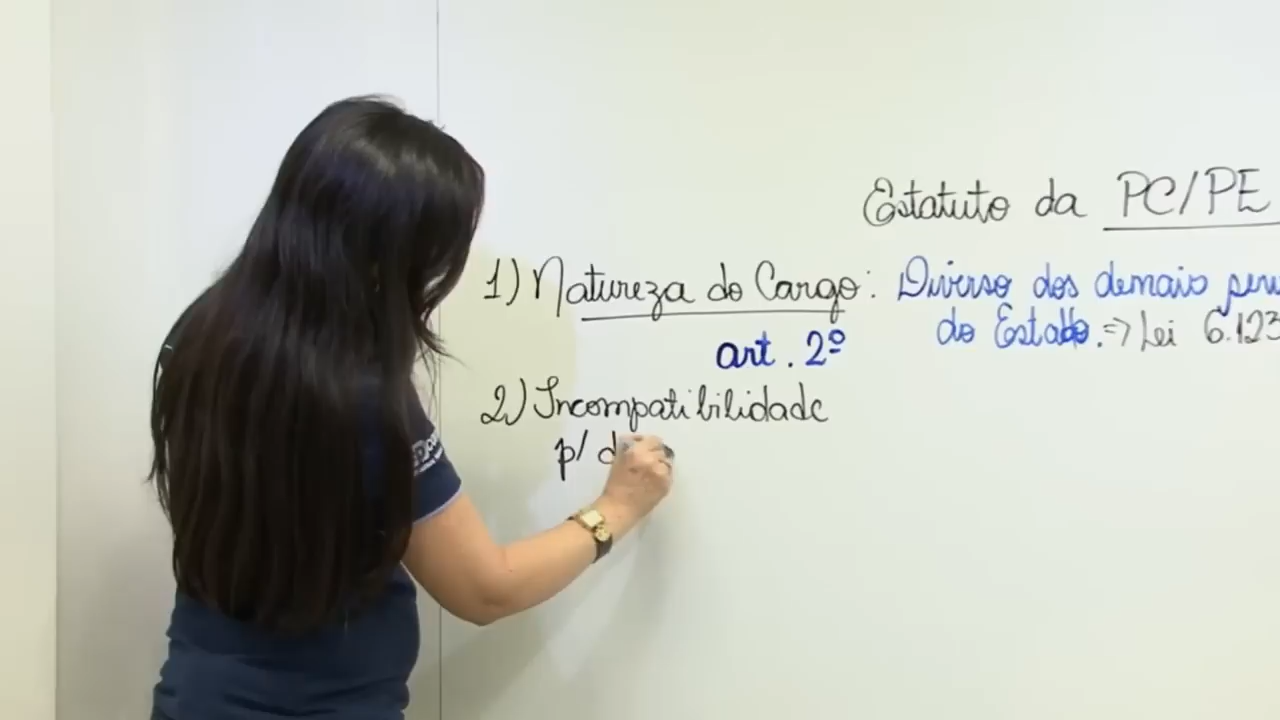 Estatuto da PC/PE
1) Natureza do Cargo: Diverso dos demais
do Estado. => Lei 6.123
art. 2º
2) Incompatibilidade
p/ d